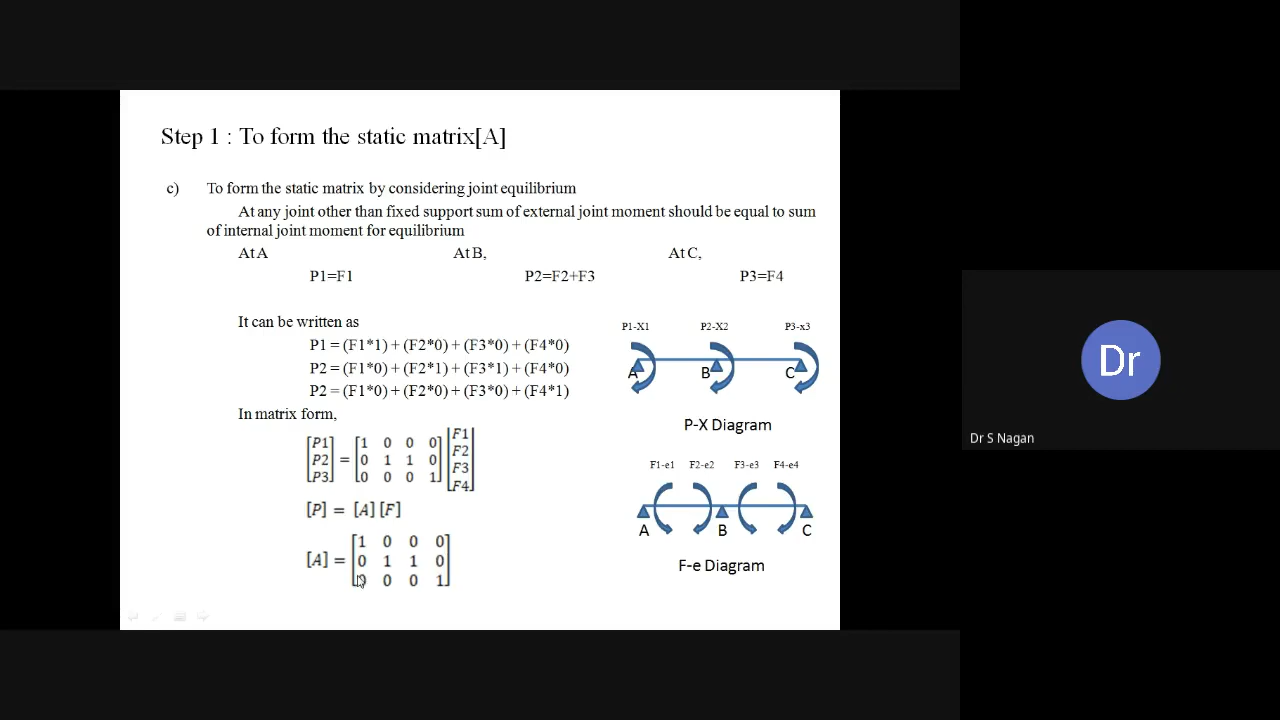 Step 1 : To form the static matrix[A]
c) To form the static matrix by considering joint equilibrium
At any joint other than fixed support sum of external joint moment should be equal to sum
of internal joint moment for equilibrium
At A At B, At C,
P1=F1 P2=F2+F3 P3=F4
It can be written as
P1 = (F1*1) + (F2*0) + (F3*0) + (F4*0)
P2 = (F1*0) + (F2*1) + (F3*1) + (F4*0)
P2 = (F1*0) + (F2*0) + (F3*0) + (F4*1)
In matrix form,
[P1] = [1 0 0 0] [F1]
[P2] [0 1 1 0] [F2]
[P3] [0 0 0 1] [F3]
[F4]
[P] = [A] [F]
[A] = [1 0 0 0]
[0 1 1 0]
[0 0 0 1]
P1-X1 P2-X2 P3-x3
A B C
P-X Diagram
F1-e1 F2-e2 F3-e3 F4-e4
A B C
F-e Diagram
Dr
Dr S Nagan